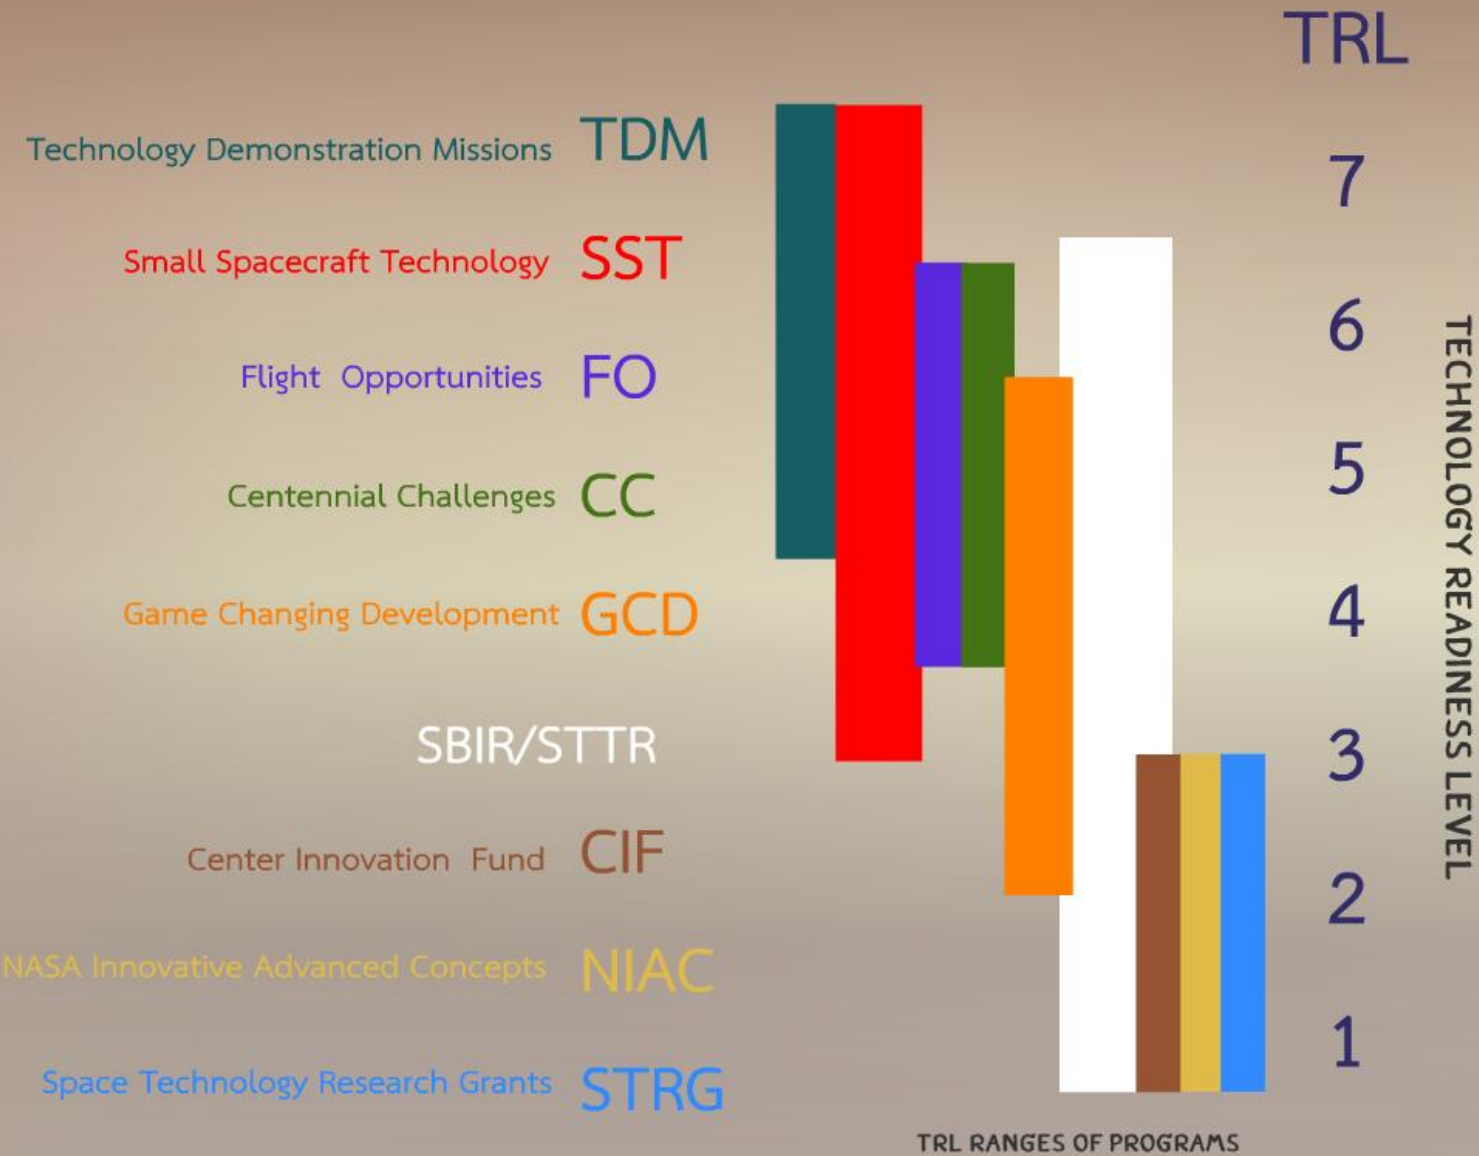 TRL
Technology Demonstration Missions TDM
7
Small Spacecraft Technology SST
6
Flight Opportunities FO
5
Centennial Challenges CC
4
Game Changing Development GCD
SBIR/STTR
3
Center Innovation Fund CIF
2
NASA Innovative Advanced Concepts NIAC
1
Space Technology Research Grants STRG
TECHNOLOGY READINESS LEVEL
TRL RANGES OF PROGRAMS